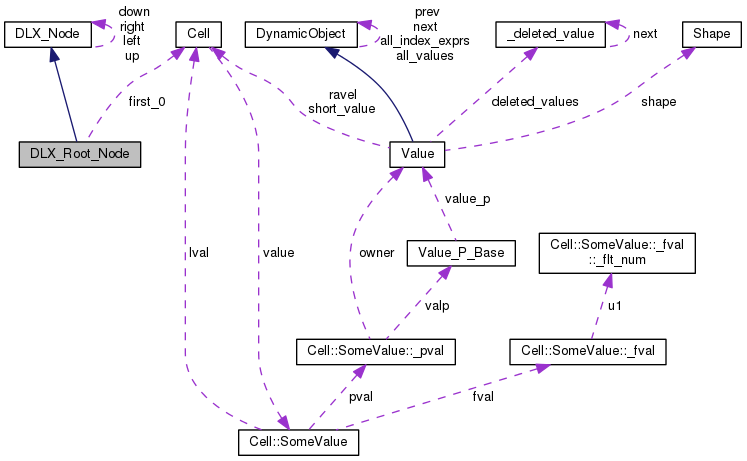 down
right
left
up
DLX_Node
Cell
DynamicObject
prev
next
all_index_exprs
all_values
_deleted_value
next
Shape
first_0
ravel
short_value
deleted_values
shape
DLX_Root_Node
Value
value_p
lval
value
owner
Value_P_Base
Cell::SomeValue::_fval
::_flt_num
valp
u1
Cell::SomeValue::_pval
Cell::SomeValue::_fval
pval
fval
Cell::SomeValue